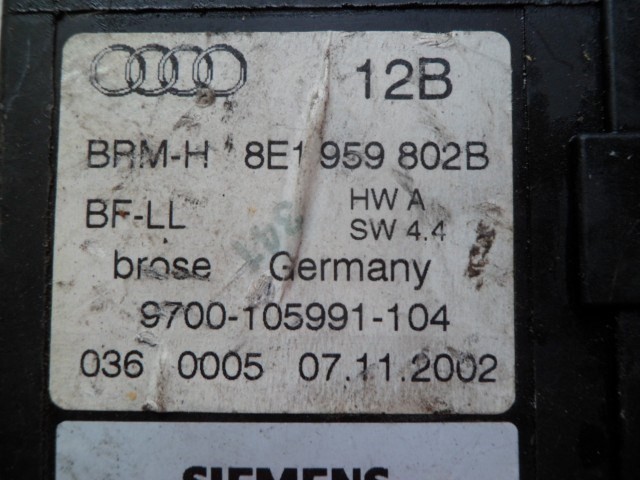 12B
BRM-H 8E1 959 802B
BF-LL HW A
SW 4.4
brose Germany
9700-105991-104
036 0005 07.11.2002
SIEMENS